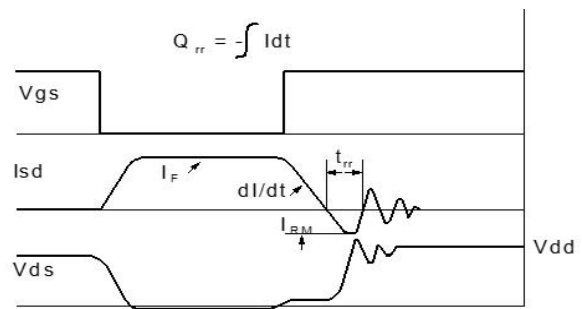 Q rr = -∫ Idt
Vgs
Isd
I F
dI/dt
t rr
I RM
Vdd
Vds